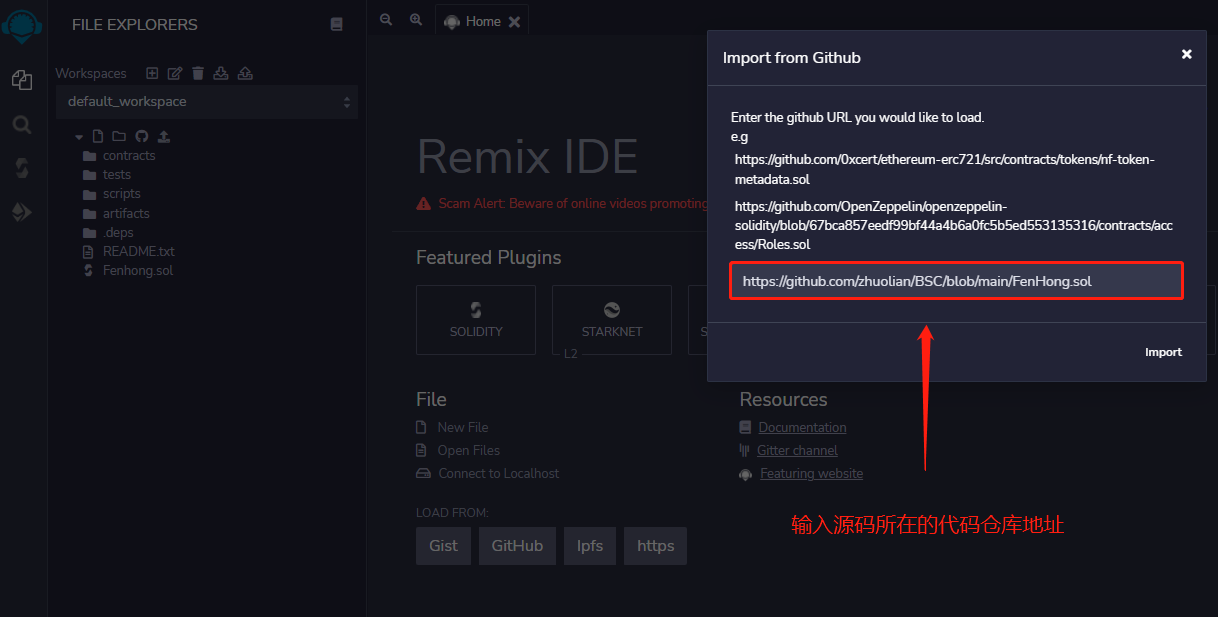 FILE EXPLORERS
Workspaces
default_workspace
contracts
tests
scripts
artifacts
.deps
README.txt
Fenhong.sol
Home
Remix IDE
Scam Alert: Beware of online videos promoting
Featured Plugins
SOLIDITY
STARKNET
L2
S
File
New File
Open Files
Connect to Localhost
LOAD FROM:
Gist
GitHub
Ipfs
https
Resources
Documentation
Gitter channel
Featuring website
Import from Github
Enter the github URL you would like to load.
e.g
https://github.com/0xcert/ethereum-erc721/src/contracts/tokens/nf-token-
metadata.sol
https://github.com/OpenZeppelin/openzeppelin-
solidity/blob/67bca857eedf99bf44a4b6a0fc5b5ed553135316/contracts/acc
ess/Roles.sol
https://github.com/zhuolian/BSC/blob/main/FenHong.sol
Import
输入源码所在的代码仓库地址